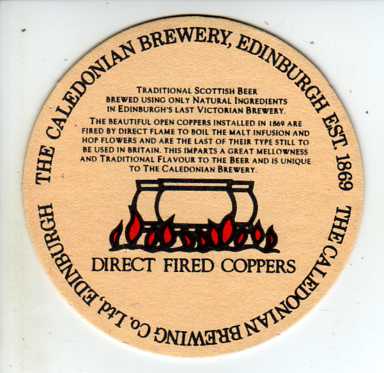 THE CALEDONIAN BREWERY, EDINBURGH EST. 1869
TRADITIONAL SCOTTISH BEER
BREWED USING ONLY NATURAL INGREDIENTS
IN EDINBURGH'S LAST VICTORIAN BREWERY.
THE BEAUTIFUL OPEN COPPERS INSTALLED IN 1869 ARE
FIRED BY DIRECT FLAME TO BOIL THE MALT INFUSION AND
HOP FLOWERS AND ARE THE LAST OF THEIR TYPE STILL TO
BE USED IN BRITAIN. THIS IMPARTS A GREAT MELLOWNESS
AND TRADITIONAL FLAVOUR TO THE BEER AND IS UNIQUE
TO THE CALEDONIAN BREWERY.
DIRECT FIRED COPPERS
THE CALEDONIAN BREWING Co. Ltd, EDINBURGH